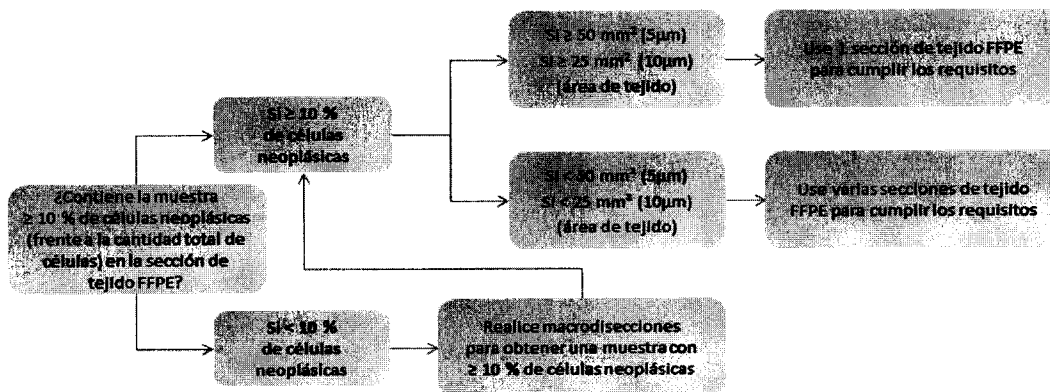 ¿Contiene la muestra
≥ 10 % de células neoplásicas
(frente a la cantidad total de
células) en la sección de
tejido FFPE?
Si ≥ 10 %
de células
neoplásicas
Si ≥ 50 mm² (5µm)
Si ≥ 25 mm² (10µm)
(área de tejido)
Use 1 sección de tejido FFPE
para cumplir los requisitos
Si < 50 mm² (5µm)
Si < 25 mm² (10µm)
(área de tejido)
Use varias secciones de tejido
FFPE para cumplir los requisitos
Si < 10 %
de células
neoplásicas
Realice macrodisecciones
para obtener una muestra con
≥ 10 % de células neoplásicas